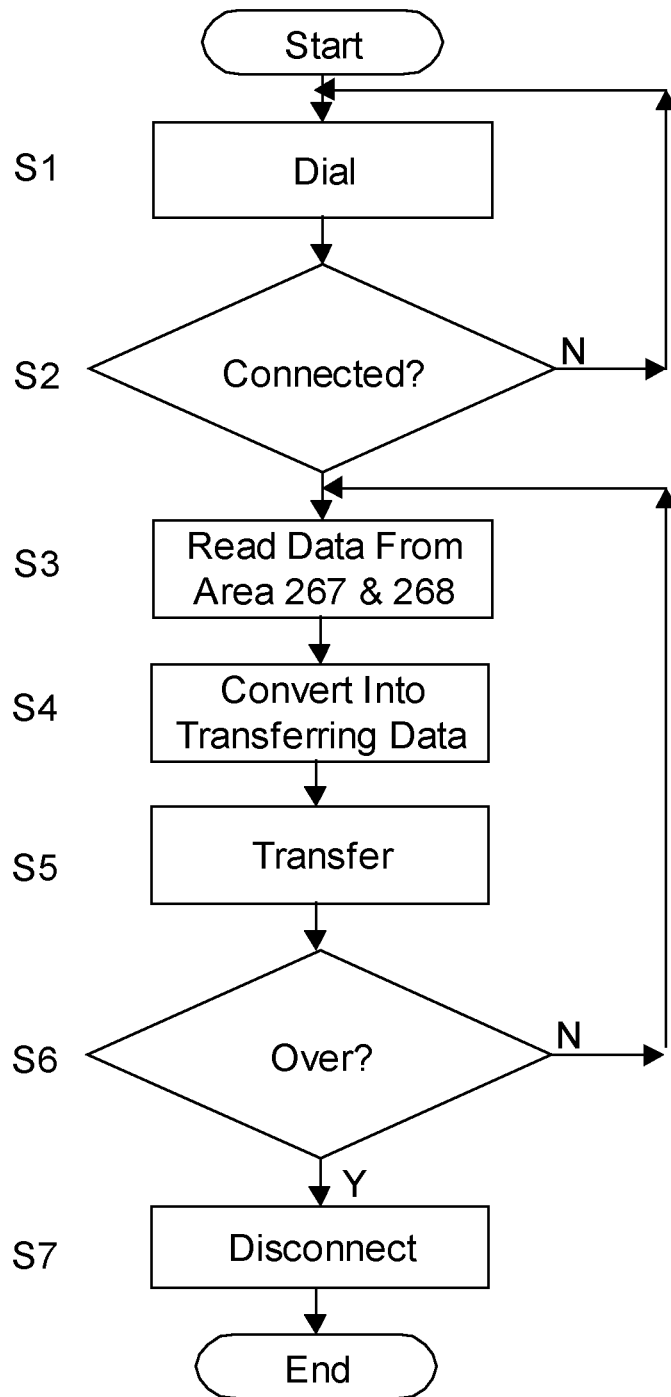 Start
S1
Dial
S2
Connected?
N
S3
Read Data From
Area 267 & 268
S4
Convert Into
Transferring Data
S5
Transfer
S6
Over?
N
Y
S7
Disconnect
End